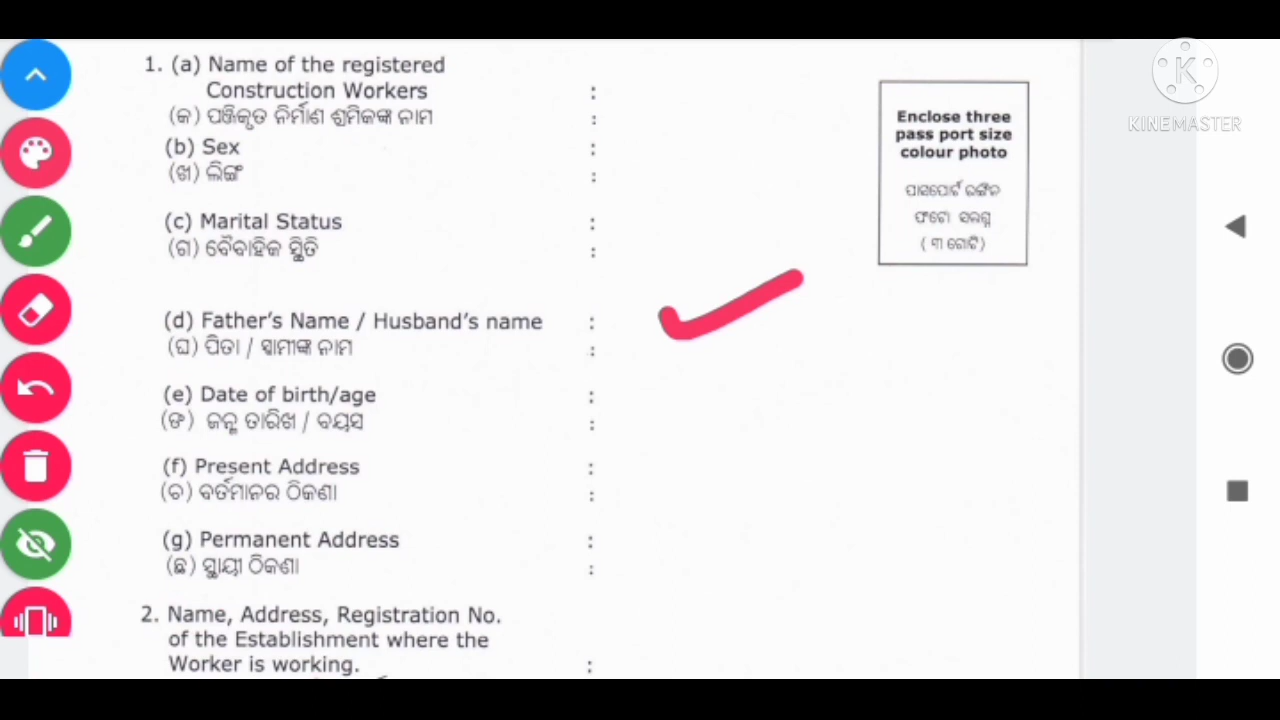 1. (a) Name of the registered
Construction Workers :
(କ) ପଞ୍ଜିକୃତ ନିର୍ମାଣ ଶ୍ରମିକଙ୍କ ନାମ :
(b) Sex :
(ଖ) ଲିଙ୍ଗ :
(c) Marital Status :
(ଗ) ବୈବାହିକ ସ୍ଥିତି :
(d) Father's Name / Husband's name :
(ଘ) ପିତା / ସ୍ଵାମୀଙ୍କ ନାମ :
(e) Date of birth/age :
(ଙ) ଜନ୍ମ ତାରିଖ / ବୟସ :
(f) Present Address :
(ଚ) ବର୍ତମାନର ଠିକଣା :
(g) Permanent Address :
(ଛ) ସ୍ଥାୟୀ ଠିକଣା :
2. Name, Address, Registration No.
of the Establishment where the
Worker is working. :
Enclose three
pass port size
colour photo
ପାସପୋର୍ଟ ରଙ୍ଗିନ
ଫଟୋ ସଲଗ୍ନ
( ୩ ଗୋଟି)
K
KINEMASTER